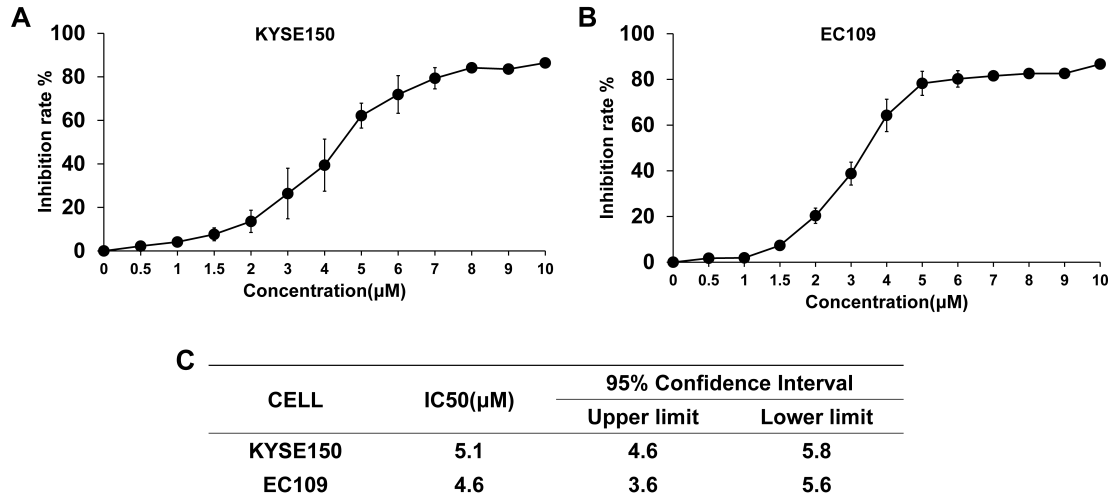 A
KYSE150
Inhibition rate %
100
80
60
40
20
0
0 0.5 1 1.5 2 3 4 5 6 7 8 9 10
Concentration(μM)
B
EC109
Inhibition rate %
100
80
60
40
20
0
0 0.5 1 1.5 2 3 4 5 6 7 8 9 10
Concentration(μM)
C
CELL IC50(μM) 95% Confidence Interval
Upper limit Lower limit
KYSE150 5.1 4.6 5.8
EC109 4.6 3.6 5.6